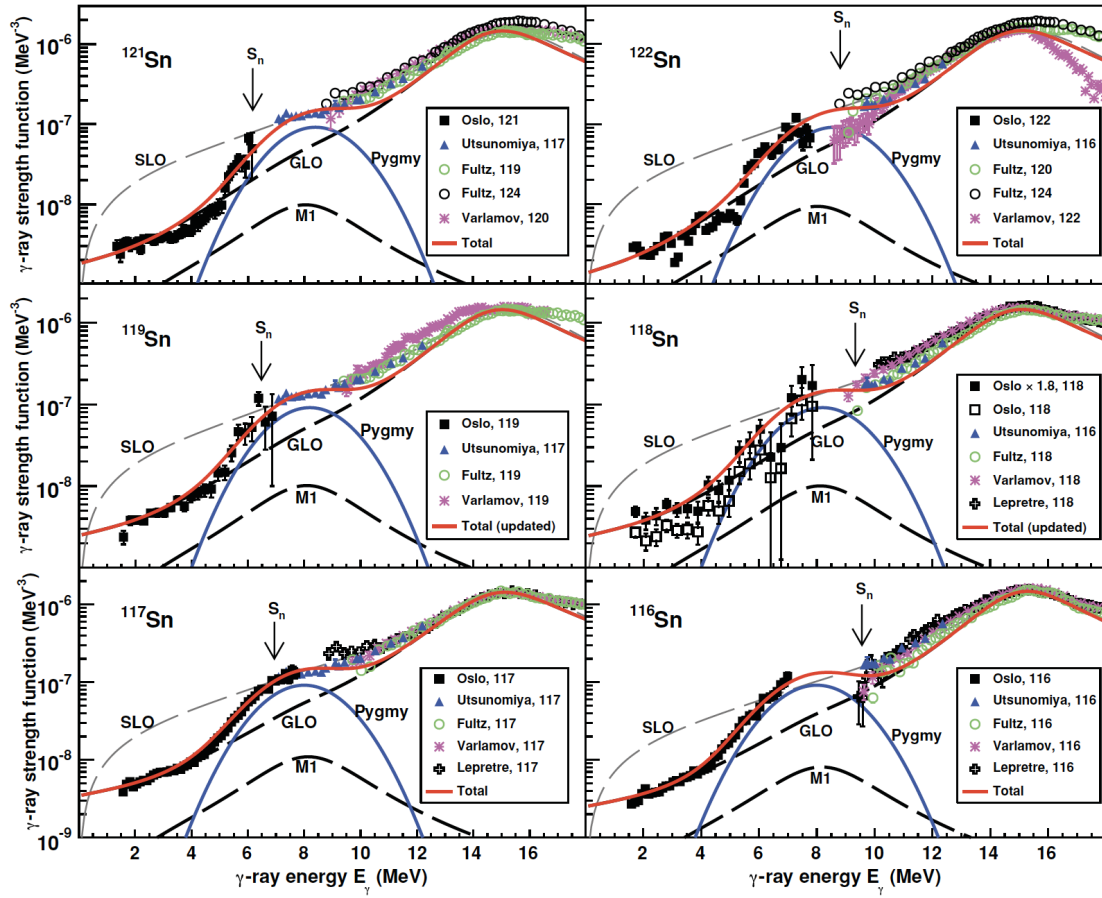 γ-ray strength function (MeV⁻³)
10⁻⁶
10⁻⁷
10⁻⁸
¹²¹Sn
Sₙ
SLO
GLO
Pygmy
M1
Oslo, 121
Utsunomiya, 117
Fultz, 119
Fultz, 124
Varlamov, 120
Total
¹²²Sn
Sₙ
SLO
GLO
Pygmy
M1
Oslo, 122
Utsunomiya, 116
Fultz, 120
Fultz, 124
Varlamov, 122
Total
γ-ray strength function (MeV⁻³)
10⁻⁶
10⁻⁷
10⁻⁸
¹¹⁹Sn
Sₙ
SLO
GLO
Pygmy
M1
Oslo, 119
Utsunomiya, 117
Fultz, 119
Varlamov, 119
Total (updated)
¹¹⁸Sn
Sₙ
SLO
GLO
Pygmy
M1
Oslo × 1.8, 118
Oslo, 118
Utsunomiya, 116
Fultz, 118
Varlamov, 118
Lepretre, 118
Total (updated)
γ-ray strength function (MeV⁻³)
10⁻⁶
10⁻⁷
10⁻⁸
10⁻⁹
¹¹⁷Sn
Sₙ
SLO
GLO
Pygmy
M1
Oslo, 117
Utsunomiya, 117
Fultz, 117
Varlamov, 117
Lepretre, 117
Total
¹¹⁶Sn
Sₙ
SLO
GLO
Pygmy
M1
Oslo, 116
Utsunomiya, 116
Fultz, 116
Varlamov, 116
Lepretre, 116
Total
2 4 6 8 10 12 14 16
2 4 6 8 10 12 14 16
γ-ray energy E_γ (MeV)
γ-ray energy E_γ (MeV)